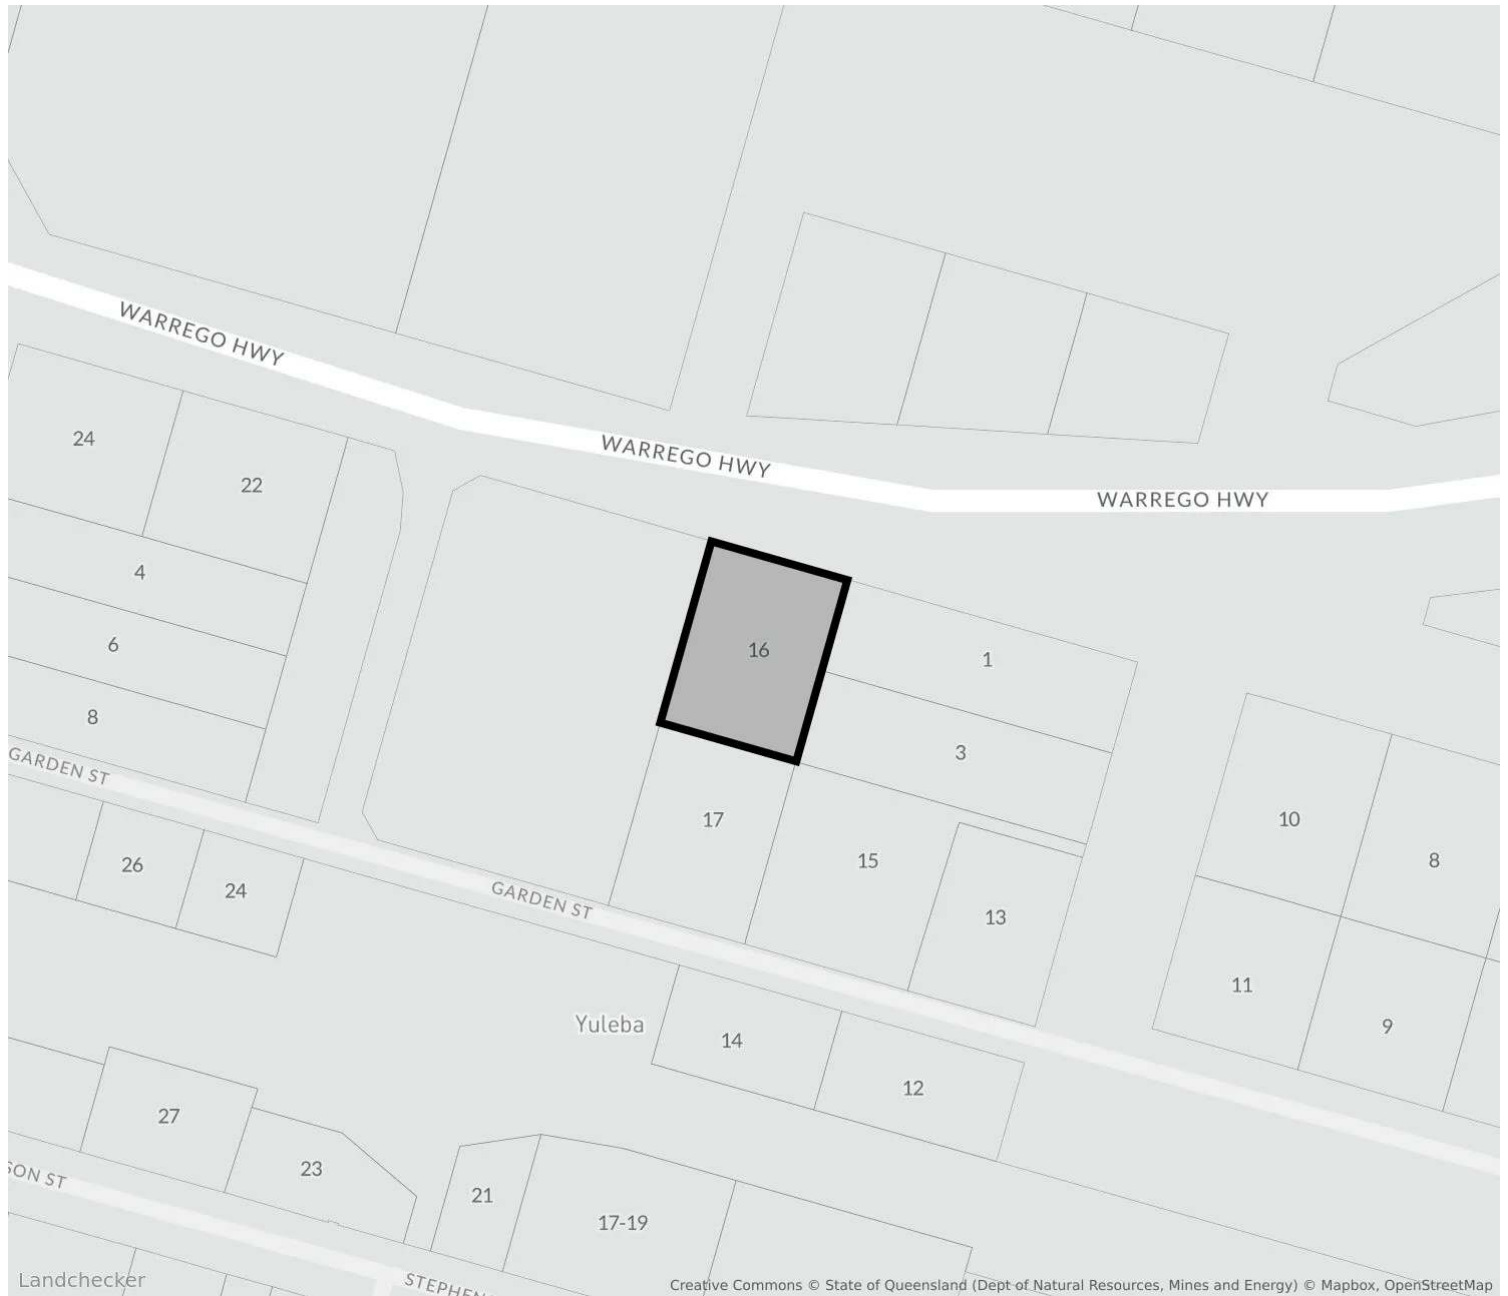 WARREGO HWY
WARREGO HWY
WARREGO HWY
24
22
4
6
8
16
1
3
GARDEN ST
17
10
15
8
26
24
GARDEN ST
13
11
9
Yuleba
14
12
27
23
21
17-19
SON ST
STEPHEN
Landchecker
Creative Commons © State of Queensland (Dept of Natural Resources, Mines and Energy) © Mapbox, OpenStreetMap